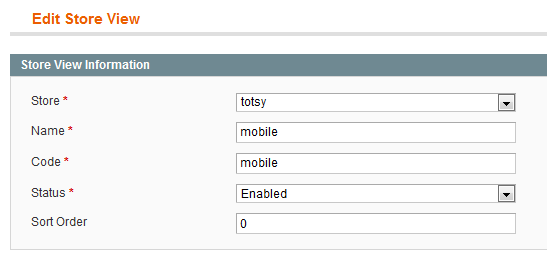 Edit Store View
Store View Information
Store * totsy
Name * mobile
Code * mobile
Status * Enabled
Sort Order 0